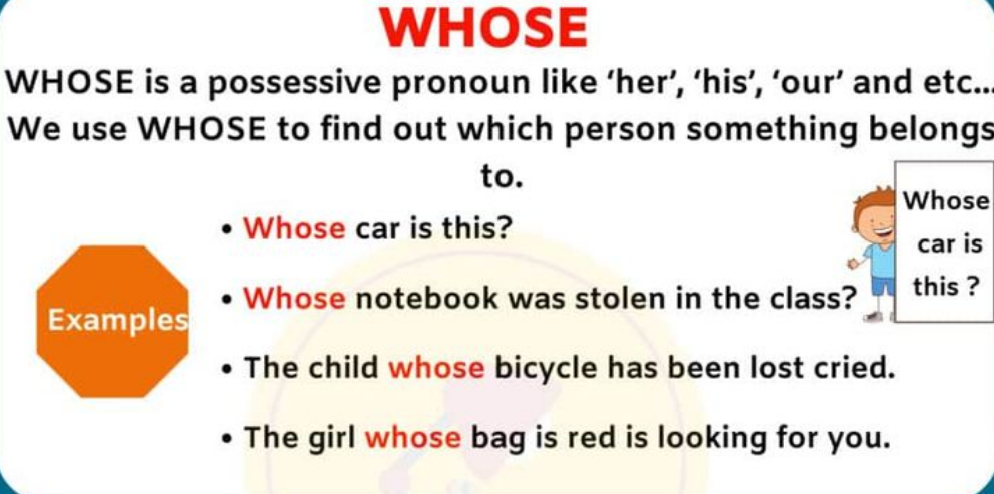 WHOSE
WHOSE is a possessive pronoun like ‘her’, ‘his’, ‘our’ and etc...
We use WHOSE to find out which person something belongs
to.
Whose
car is
this ?
Examples
• Whose car is this?
• Whose notebook was stolen in the class?
• The child whose bicycle has been lost cried.
• The girl whose bag is red is looking for you.